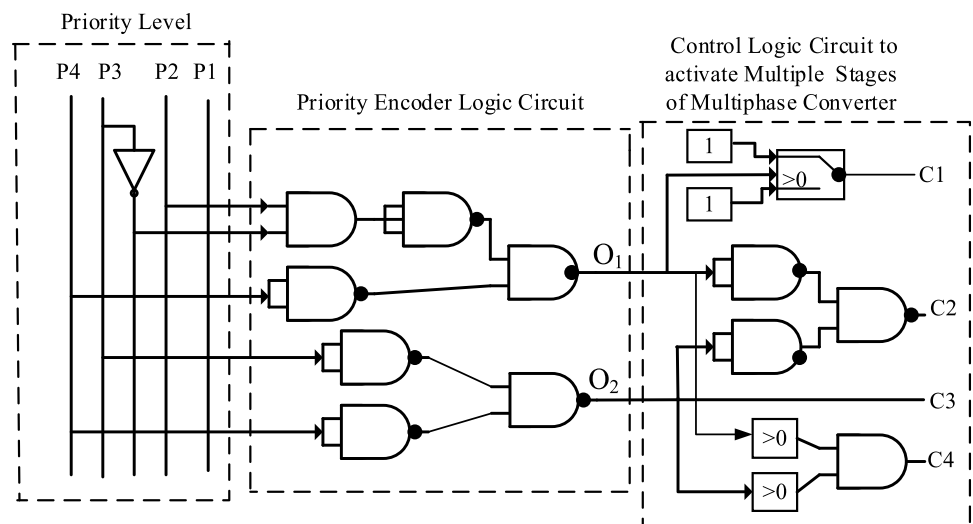 Priority Level
P4 P3 P2 P1
Priority Encoder Logic Circuit
Control Logic Circuit to
activate Multiple Stages
of Multiphase Converter
1
>0
1
C1
O1
C2
O2
C3
>0
C4
>0